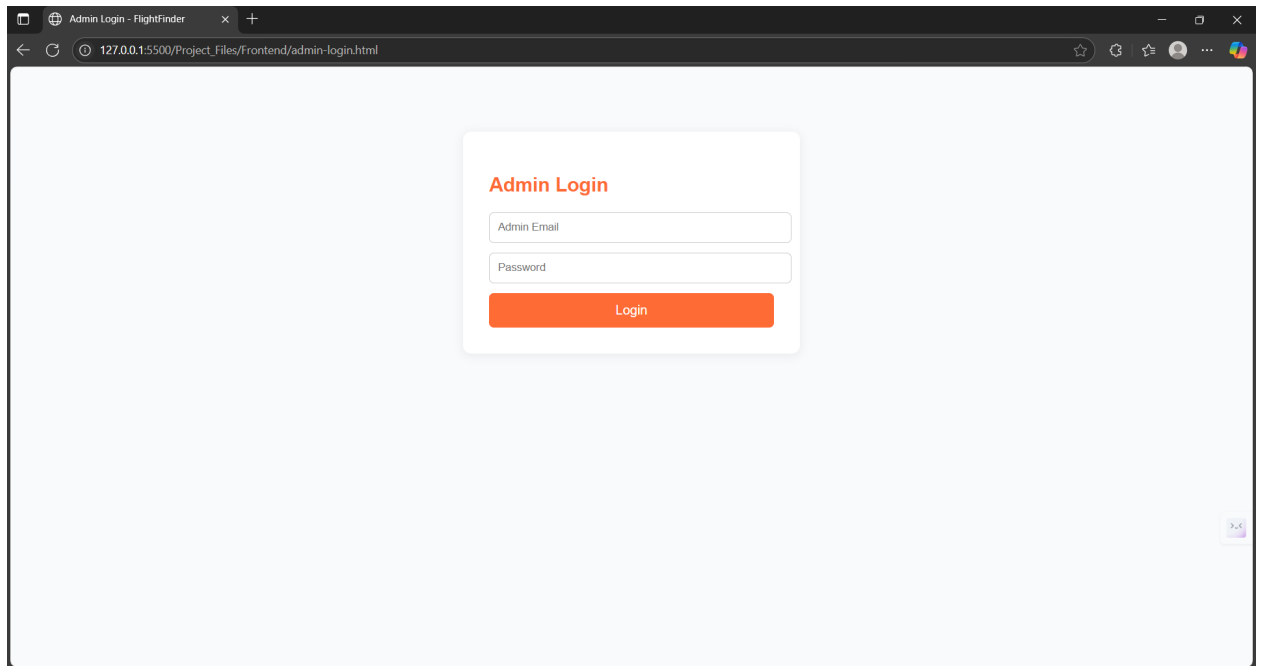 Admin Login - FlightFinder
127.0.0.1:5500/Project_Files/Frontend/admin-login.html
Admin Login
Admin Email
Password
Login